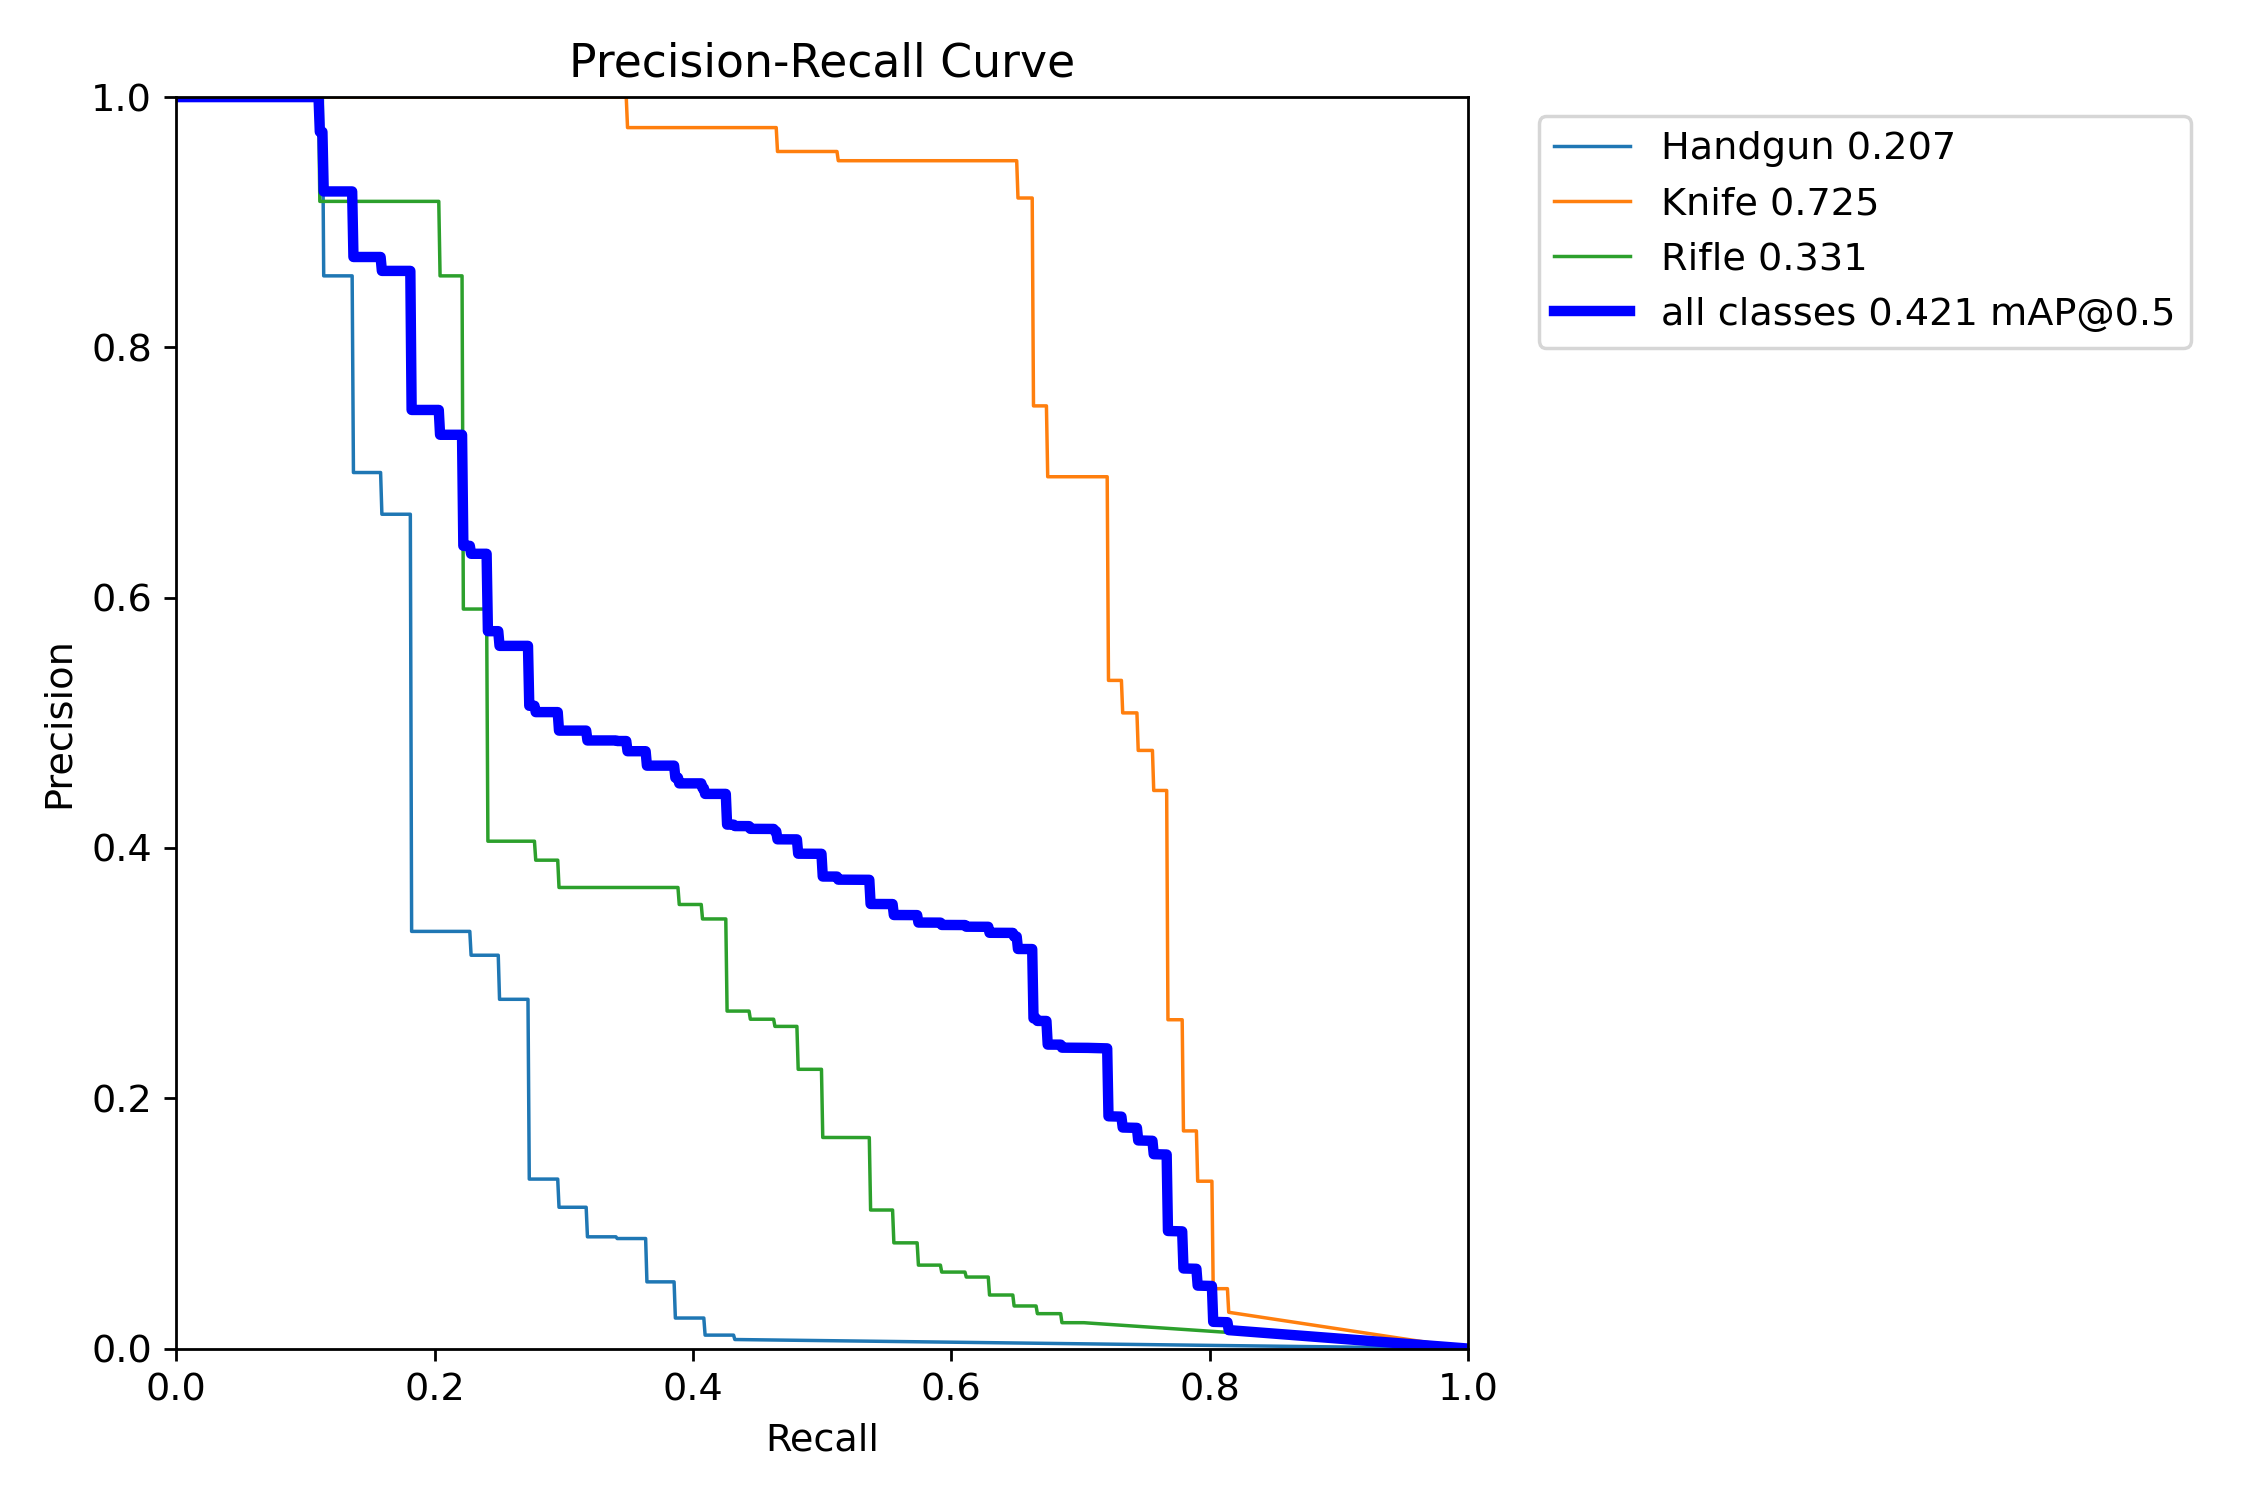 Precision-Recall Curve
1.0
0.8
0.6
0.4
0.2
0.0
Precision
0.0 0.2 0.4 0.6 0.8 1.0
Recall
Handgun 0.207
Knife 0.725
Rifle 0.331
all classes 0.421 mAP@0.5